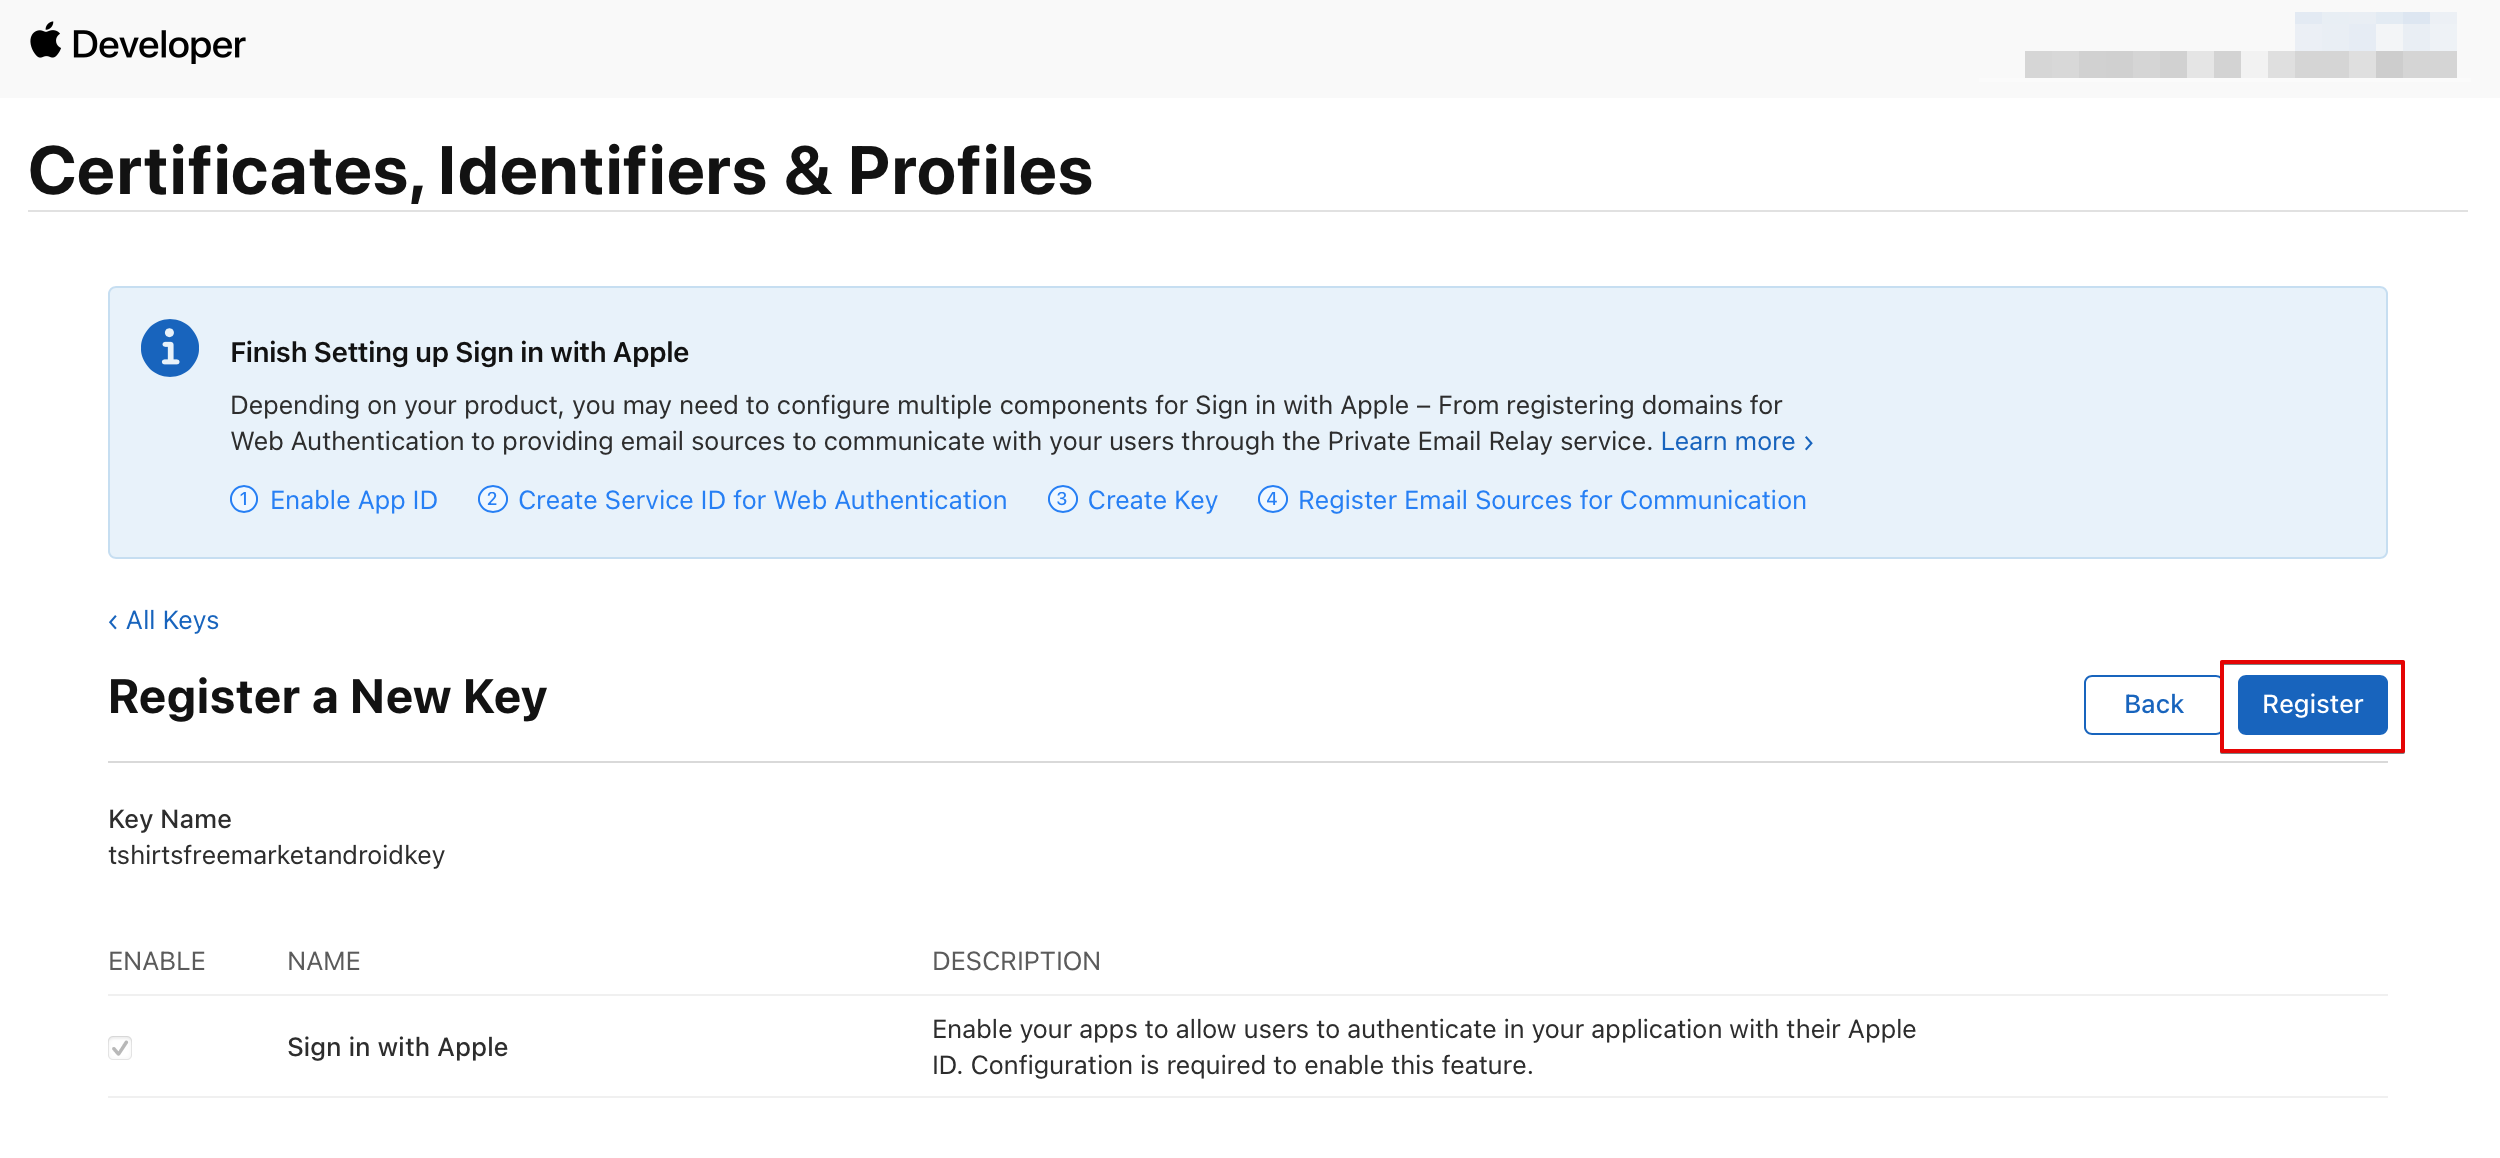 Developer
Certificates, Identifiers & Profiles
Finish Setting up Sign in with Apple
Depending on your product, you may need to configure multiple components for Sign in with Apple – From registering domains for
Web Authentication to providing email sources to communicate with your users through the Private Email Relay service. Learn more ›
1 Enable App ID 2 Create Service ID for Web Authentication 3 Create Key 4 Register Email Sources for Communication
‹ All Keys
Register a New Key
Back Register
Key Name
tshirtsfreemarketandroidkey
ENABLE NAME DESCRIPTION
Sign in with Apple
Enable your apps to allow users to authenticate in your application with their Apple
ID. Configuration is required to enable this feature.